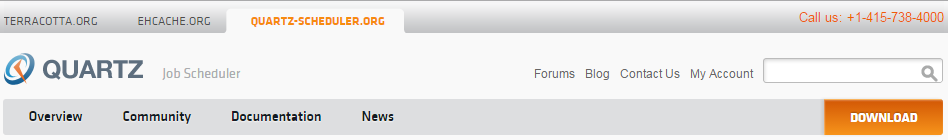 TERRACOTTA.ORG EHCACHE.ORG QUARTZ-SCHEDULER.ORG Call us: +1-415-738-4000
QUARTZ Job Scheduler Forums Blog Contact Us My Account
Overview Community Documentation News DOWNLOAD